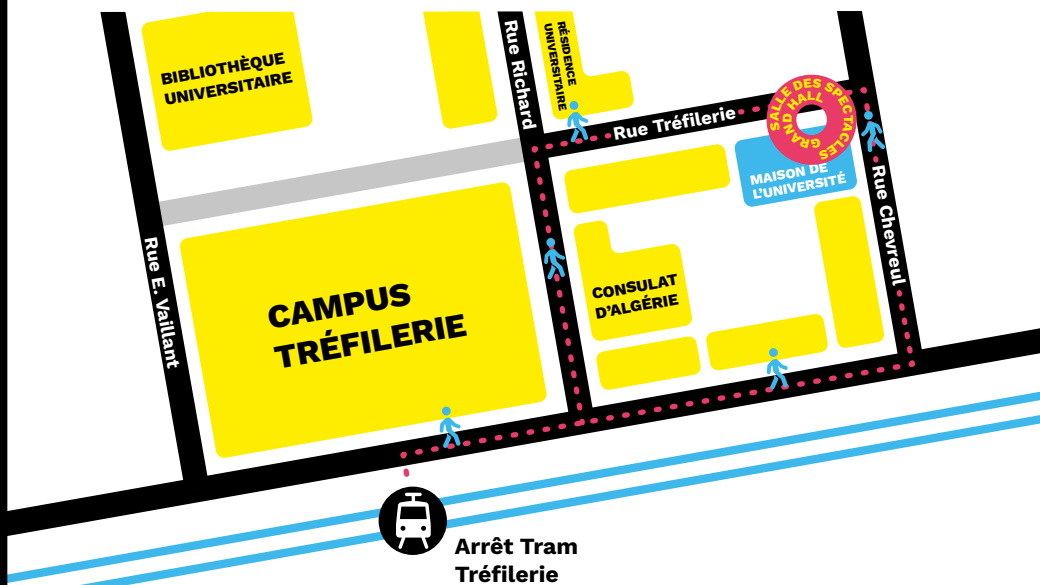 BIBLIOTHÈQUE
UNIVERSITAIRE
Rue Richard
RÉSIDENCE
UNIVERSITAIRE
Rue Tréfilerie
SALLE DES SPECTACLES
GRAND HALL
MAISON DE
L'UNIVERSITÉ
Rue Chevreul
Rue E. Vaillant
CAMPUS
TRÉFILERIE
CONSULAT
D'ALGÉRIE
Arrêt Tram
Tréfilerie